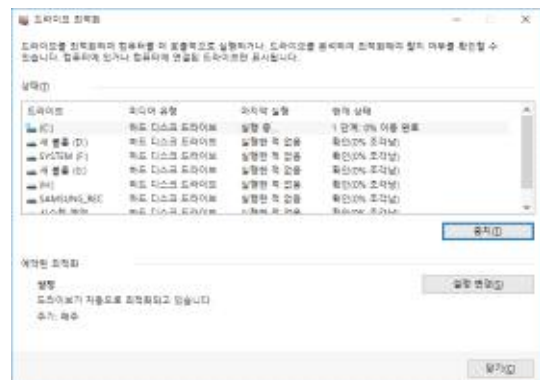 드라이브 최적화
드라이브를 최적화하여 컴퓨터를 더 효율적으로 실행하거나, 드라이브를 분석하여 최적화해야 할지 여부를 확인할 수
있습니다. 컴퓨터에 있거나 컴퓨터에 연결된 드라이브만 표시됩니다.
상태(T)
드라이브 미디어 유형 마지막 실행 현재 상태
(C:) 하드 디스크 드라이브 실행 중... 1 단계: 0% 이동 완료
새 볼륨 (D:) 하드 디스크 드라이브 실행한 적 없음 확인(0% 조각남)
SYSTEM (F:) 하드 디스크 드라이브 실행한 적 없음 확인(0% 조각남)
새 볼륨 (G:) 하드 디스크 드라이브 실행한 적 없음 확인(0% 조각남)
(H:) 하드 디스크 드라이브 실행한 적 없음 확인(0% 조각남)
SAMSUNG_REC 하드 디스크 드라이브 실행한 적 없음 확인(0% 조각남)
중지(O)
예약된 최적화
설정 변경(S)
켜짐
드라이브가 자동으로 최적화되고 있습니다.
주기: 매주
닫기(C)